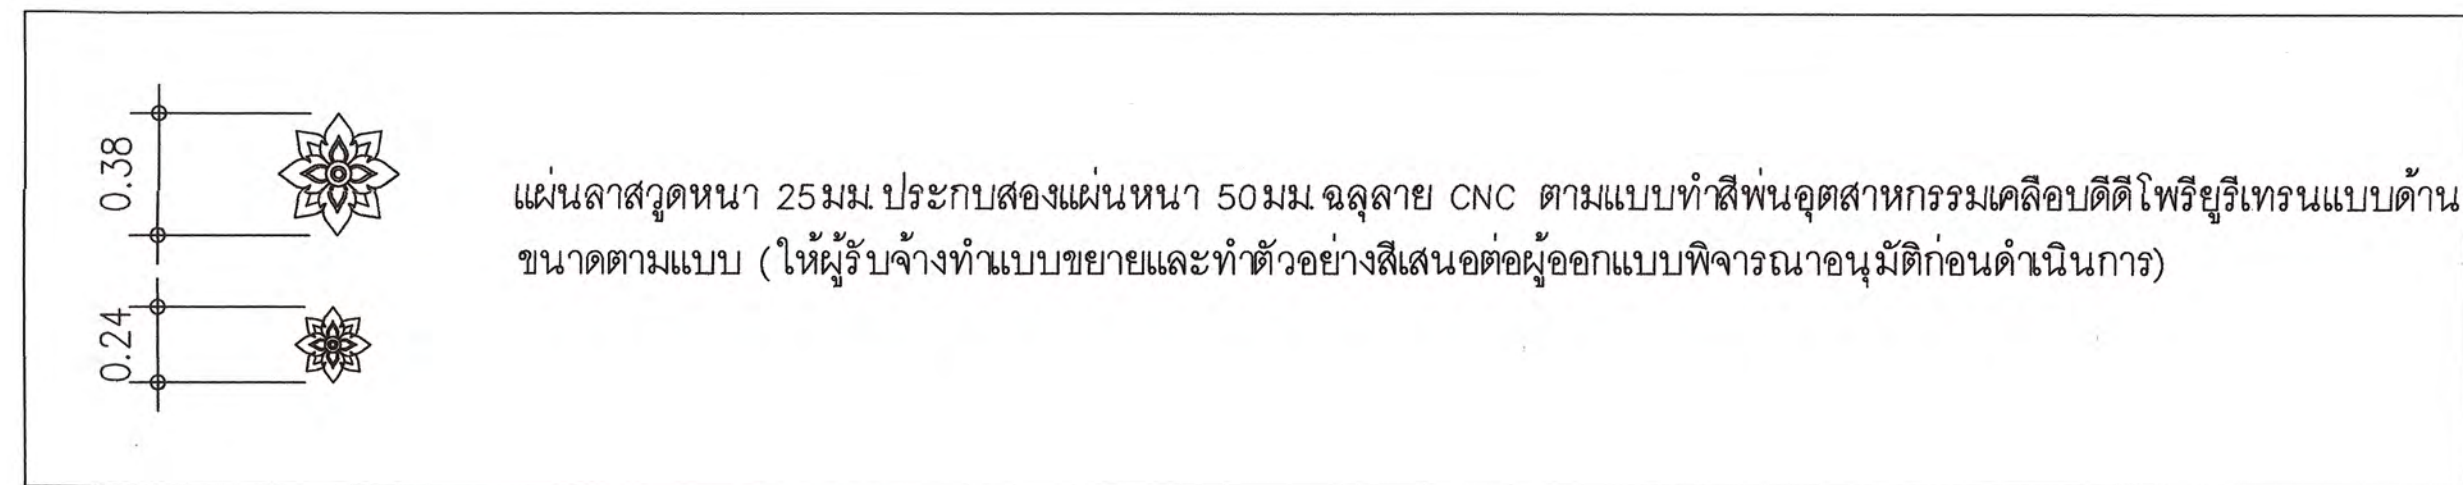 0.38
แผ่นลาสวูดหนา 25มม.ประกบสองแผ่นหนา 50มม.ฉลุลาย CNC ตามแบบทำสีพ่นอุตสาหกรรมเคลือบดีดีโพรียูรีเทรนแบบด้าน
ขนาดตามแบบ (ให้ผู้รับจ้างทำแบบขยายและทำตัวอย่างสีเสนอต่อผู้ออกแบบพิจารณาอนุมัติก่อนดำเนินการ)
0.24